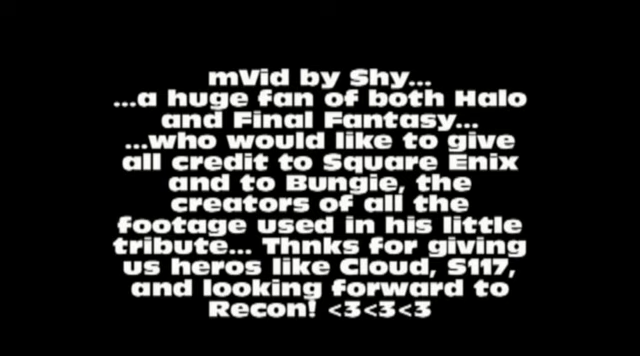 mVid by Shy...
...a huge fan of both Halo
and Final Fantasy...
...who would like to give
all credit to Square Enix
and to Bungie, the
creators of all the
footage used in his little
tribute... Thnks for giving
us heros like Cloud, S117,
and looking forward to
Recon! <3<3<3